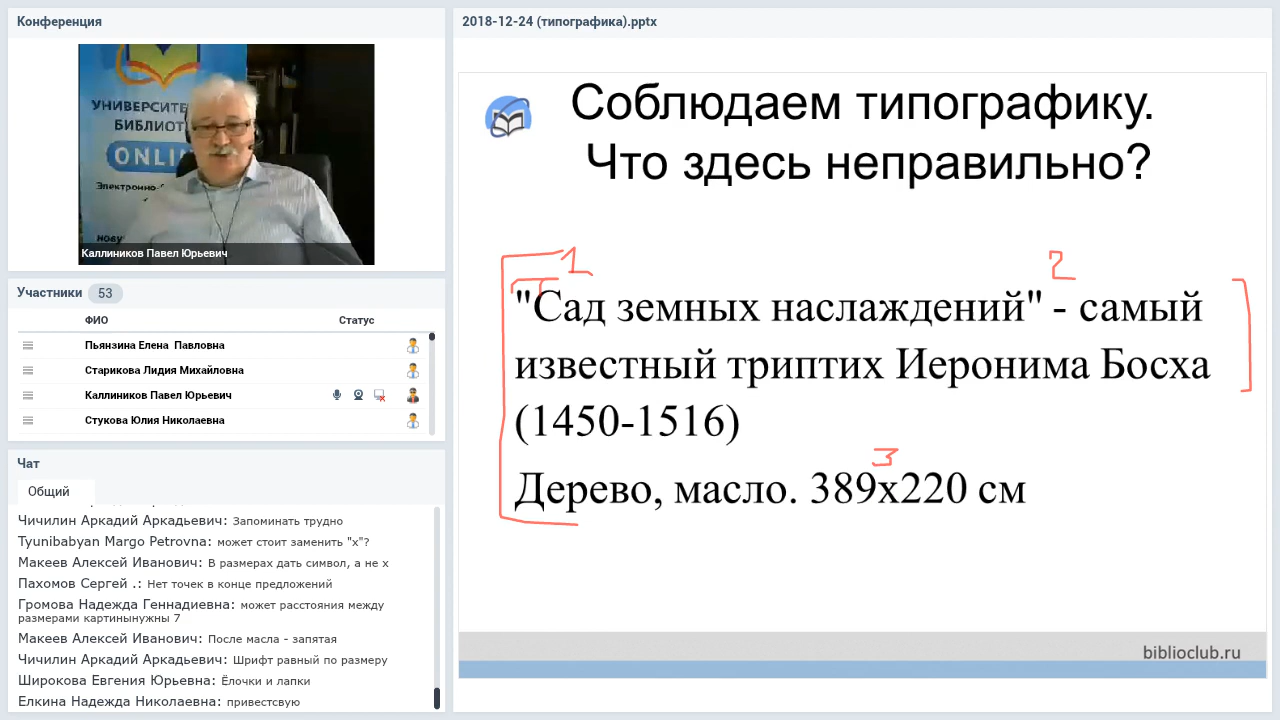 Конференция
УНИВЕРСИТЕ
БИБЛИОТ
ONLIN
Электронно-
Каллиников Павел Юрьевич
Участники 53
ФИО Статус
Пьянзина Елена Павловна
Старикова Лидия Михайловна
Каллиников Павел Юрьевич
Стукова Юлия Николаевна
Чат
Общий
Чичилин Аркадий Аркадьевич: Запоминать трудно
Tyunibabyan Margo Petrovna: может стоит заменить "х"?
Макеев Алексей Иванович: В размерах дать символ, а не х
Пахомов Сергей .: Нет точек в конце предложений
Громова Надежда Геннадиевна: может расстояния между
размерами картинынужны 7
Макеев Алексей Иванович: После масла - запятая
Чичилин Аркадий Аркадьевич: Шрифт равный по размеру
Широкова Евгения Юрьевна: Ёлочки и лапки
Елкина Надежда Николаевна: привестсвую
2018-12-24 (типографика).pptx
Соблюдаем типографику.
Что здесь неправильно?
1 2
"Сад земных наслаждений" - самый
известный триптих Иеронима Босха
(1450-1516)
3
Дерево, масло. 389х220 см
biblioclub.ru